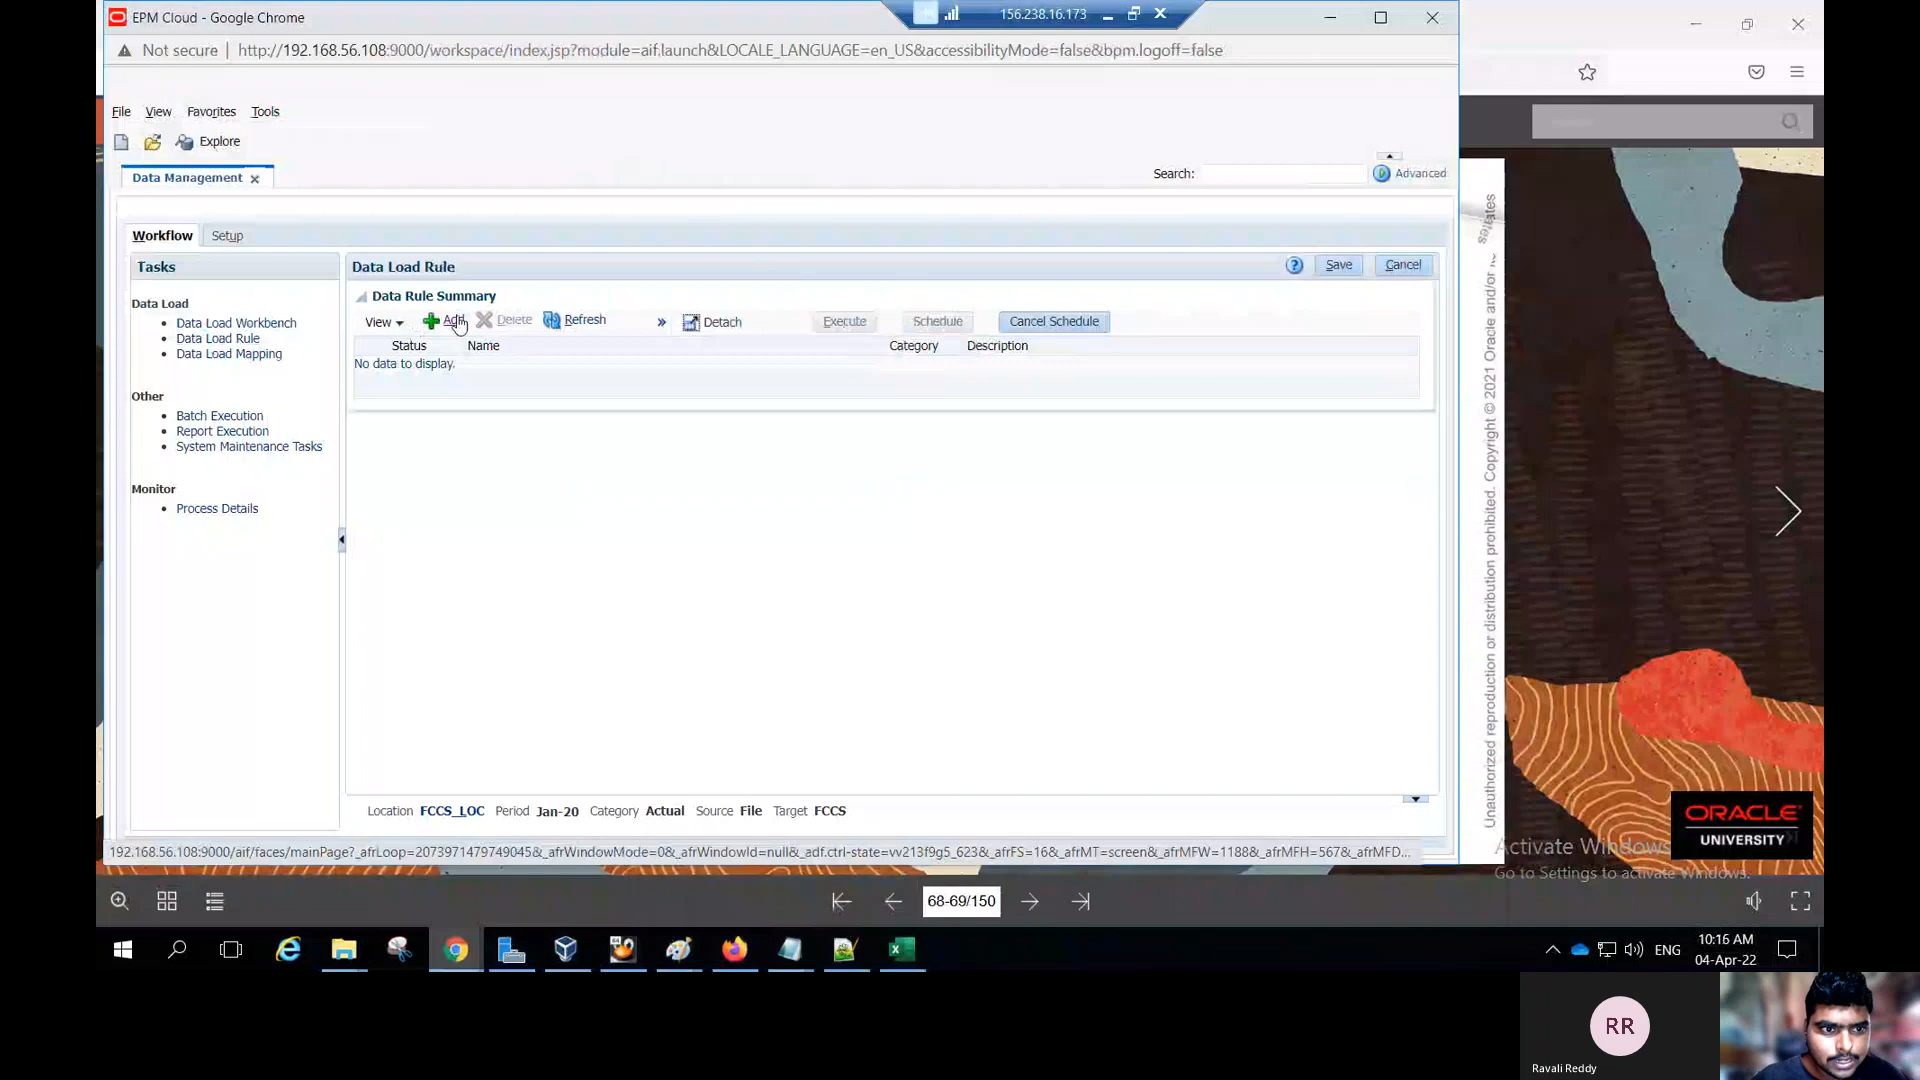 EPM Cloud - Google Chrome
156.238.16.173
Not secure
http://192.168.56.108:9000/workspace/index.jsp?module=aif.launch&LOCALE_LANGUAGE=en_US&accessibilityMode=false&bpm.logoff=false
File View Favorites Tools
Explore
Data Management
Search:
Advanced
Workflow Setup
Tasks
Data Load
Data Load Workbench
Data Load Rule
Data Load Mapping
Other
Batch Execution
Report Execution
System Maintenance Tasks
Monitor
Process Details
Data Load Rule
Save Cancel
Data Rule Summary
View Add Delete Refresh » Detach Execute Schedule Cancel Schedule
Status Name Category Description
No data to display.
Location FCCS_LOC Period Jan-20 Category Actual Source File Target FCCS
192.168.56.108:9000/aif/faces/mainPage?_afrLoop=2073971479749045&_afrWindowMode=0&_afrWindowId=null&_adf.ctrl-state=vv213f9g5_623&_afrFS=16&_afrMT=screen&_afrMFW=1188&_afrMFH=567&_afrMFD...
Unauthorized reproduction or distribution prohibited. Copyright © 2021 Oracle and/or
ORACLE
UNIVERSITY
Activate Windows
Go to Settings to activate Windows.
68-69/150
ENG
10:16 AM
04-Apr-22
RR
Ravali Reddy